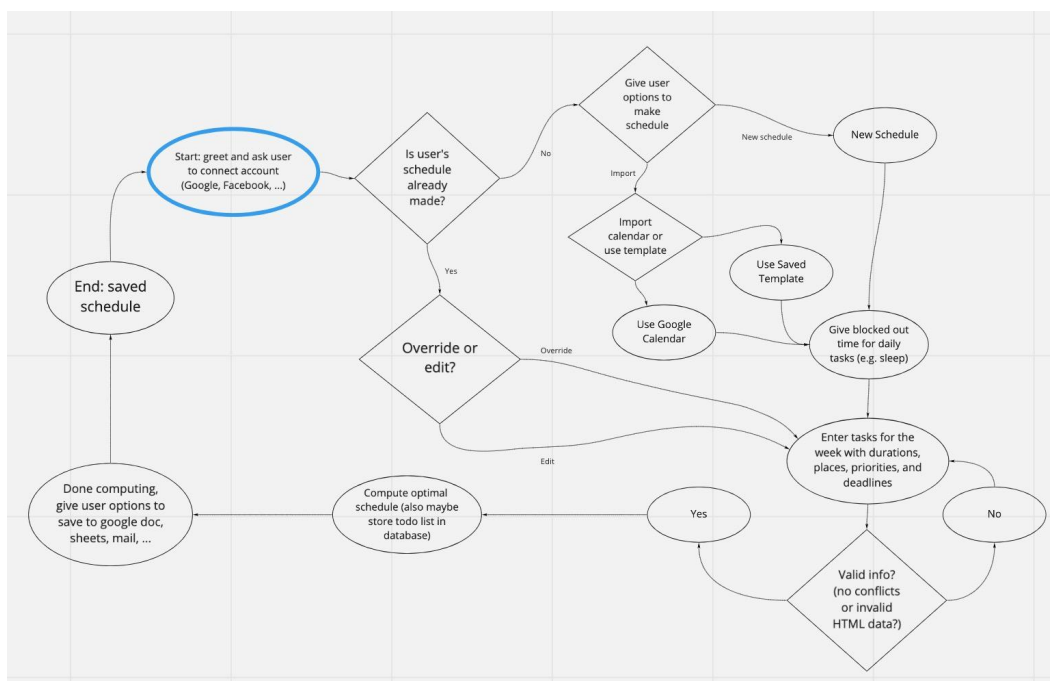 Start: greet and ask user
to connect account
(Google, Facebook, ...)
Is user's
schedule
already
made?
No
Yes
Give user
options to
make
schedule
New schedule
New Schedule
Import
Import
calendar or
use template
Use Saved
Template
Use Google
Calendar
Give blocked out
time for daily
tasks (e.g. sleep)
Override or
edit?
Override
Edit
Enter tasks for the
week with durations,
places, priorities, and
deadlines
No
Valid info?
(no conflicts
or invalid
HTML data?)
Yes
Compute optimal
schedule (also maybe
store todo list in
database)
Done computing,
give user options to
save to google doc,
sheets, mail, ...
End: saved
schedule